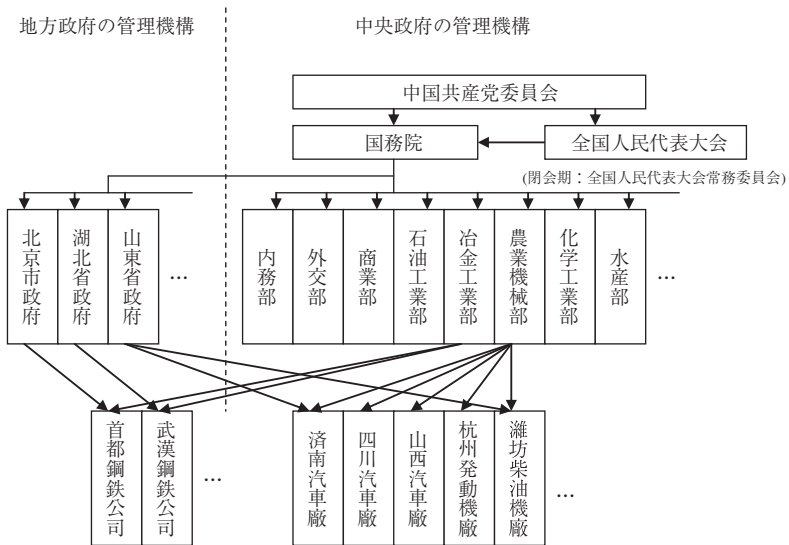 地方政府の管理機構
中央政府の管理機構
中国共産党委員会
国務院
全国人民代表大会
(閉会期：全国人民代表大会常務委員会)
北京市政府
湖北省政府
山東省政府
…
内務部
外交部
商業部
石油工業部
冶金工業部
農業機械部
化学工業部
水産部
…
首都鋼鉄公司
武漢鋼鉄公司
…
済南汽車廠
四川汽車廠
山西汽車廠
杭州発動機廠
濰坊柴油機廠
…